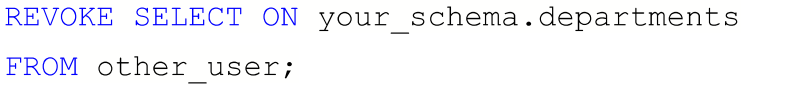 REVOKE SELECT ON your_schema.departments
FROM other_user;